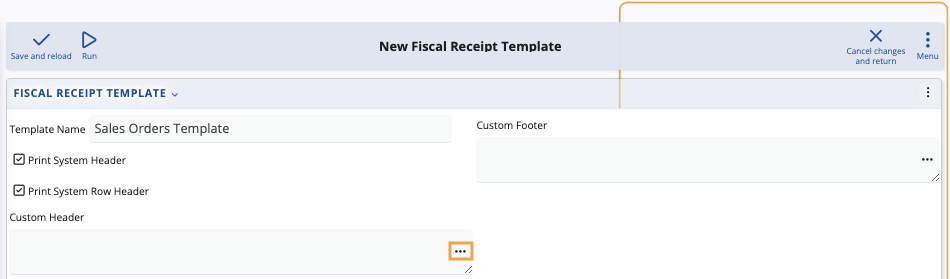 New Fiscal Receipt Template
Save and reload
Run
Cancel changes
and return
Menu
FISCAL RECEIPT TEMPLATE
Template Name
Sales Orders Template
Print System Header
Print System Row Header
Custom Header
Custom Footer